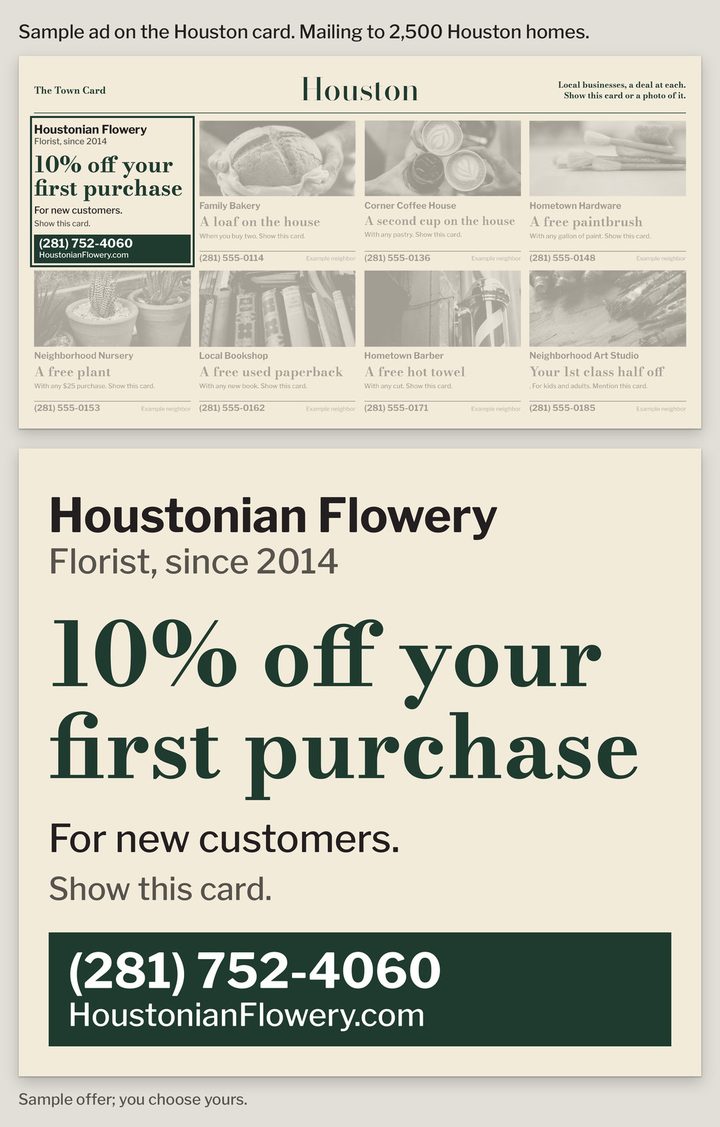 Sample ad on the Houston card. Mailing to 2,500 Houston homes.
The Town Card
Houston
Local businesses, a deal at each.
Show this card or a photo of it.
Houstonian Flowery
Florist, since 2014
10% off your
first purchase
For new customers.
Show this card.
(281) 752-4060
HoustonianFlowery.com
Family Bakery
A loaf on the house
When you buy two. Show this card.
(281) 555-0114
Example neighbor
Corner Coffee House
A second cup on the house
With any pastry. Show this card.
(281) 555-0136
Example neighbor
Hometown Hardware
A free paintbrush
With any gallon of paint. Show this card.
(281) 555-0148
Example neighbor
Neighborhood Nursery
A free plant
With any $25 purchase. Show this card.
(281) 555-0153
Example neighbor
Local Bookshop
A free used paperback
With any new book. Show this card.
(281) 555-0162
Example neighbor
Hometown Barber
A free hot towel
With any cut. Show this card.
(281) 555-0171
Example neighbor
Neighborhood Art Studio
Your 1st class half off
For kids and adults. Mention this card.
(281) 555-0185
Example neighbor
Houstonian Flowery
Florist, since 2014
10% off your
first purchase
For new customers.
Show this card.
(281) 752-4060
HoustonianFlowery.com
Sample offer; you choose yours.